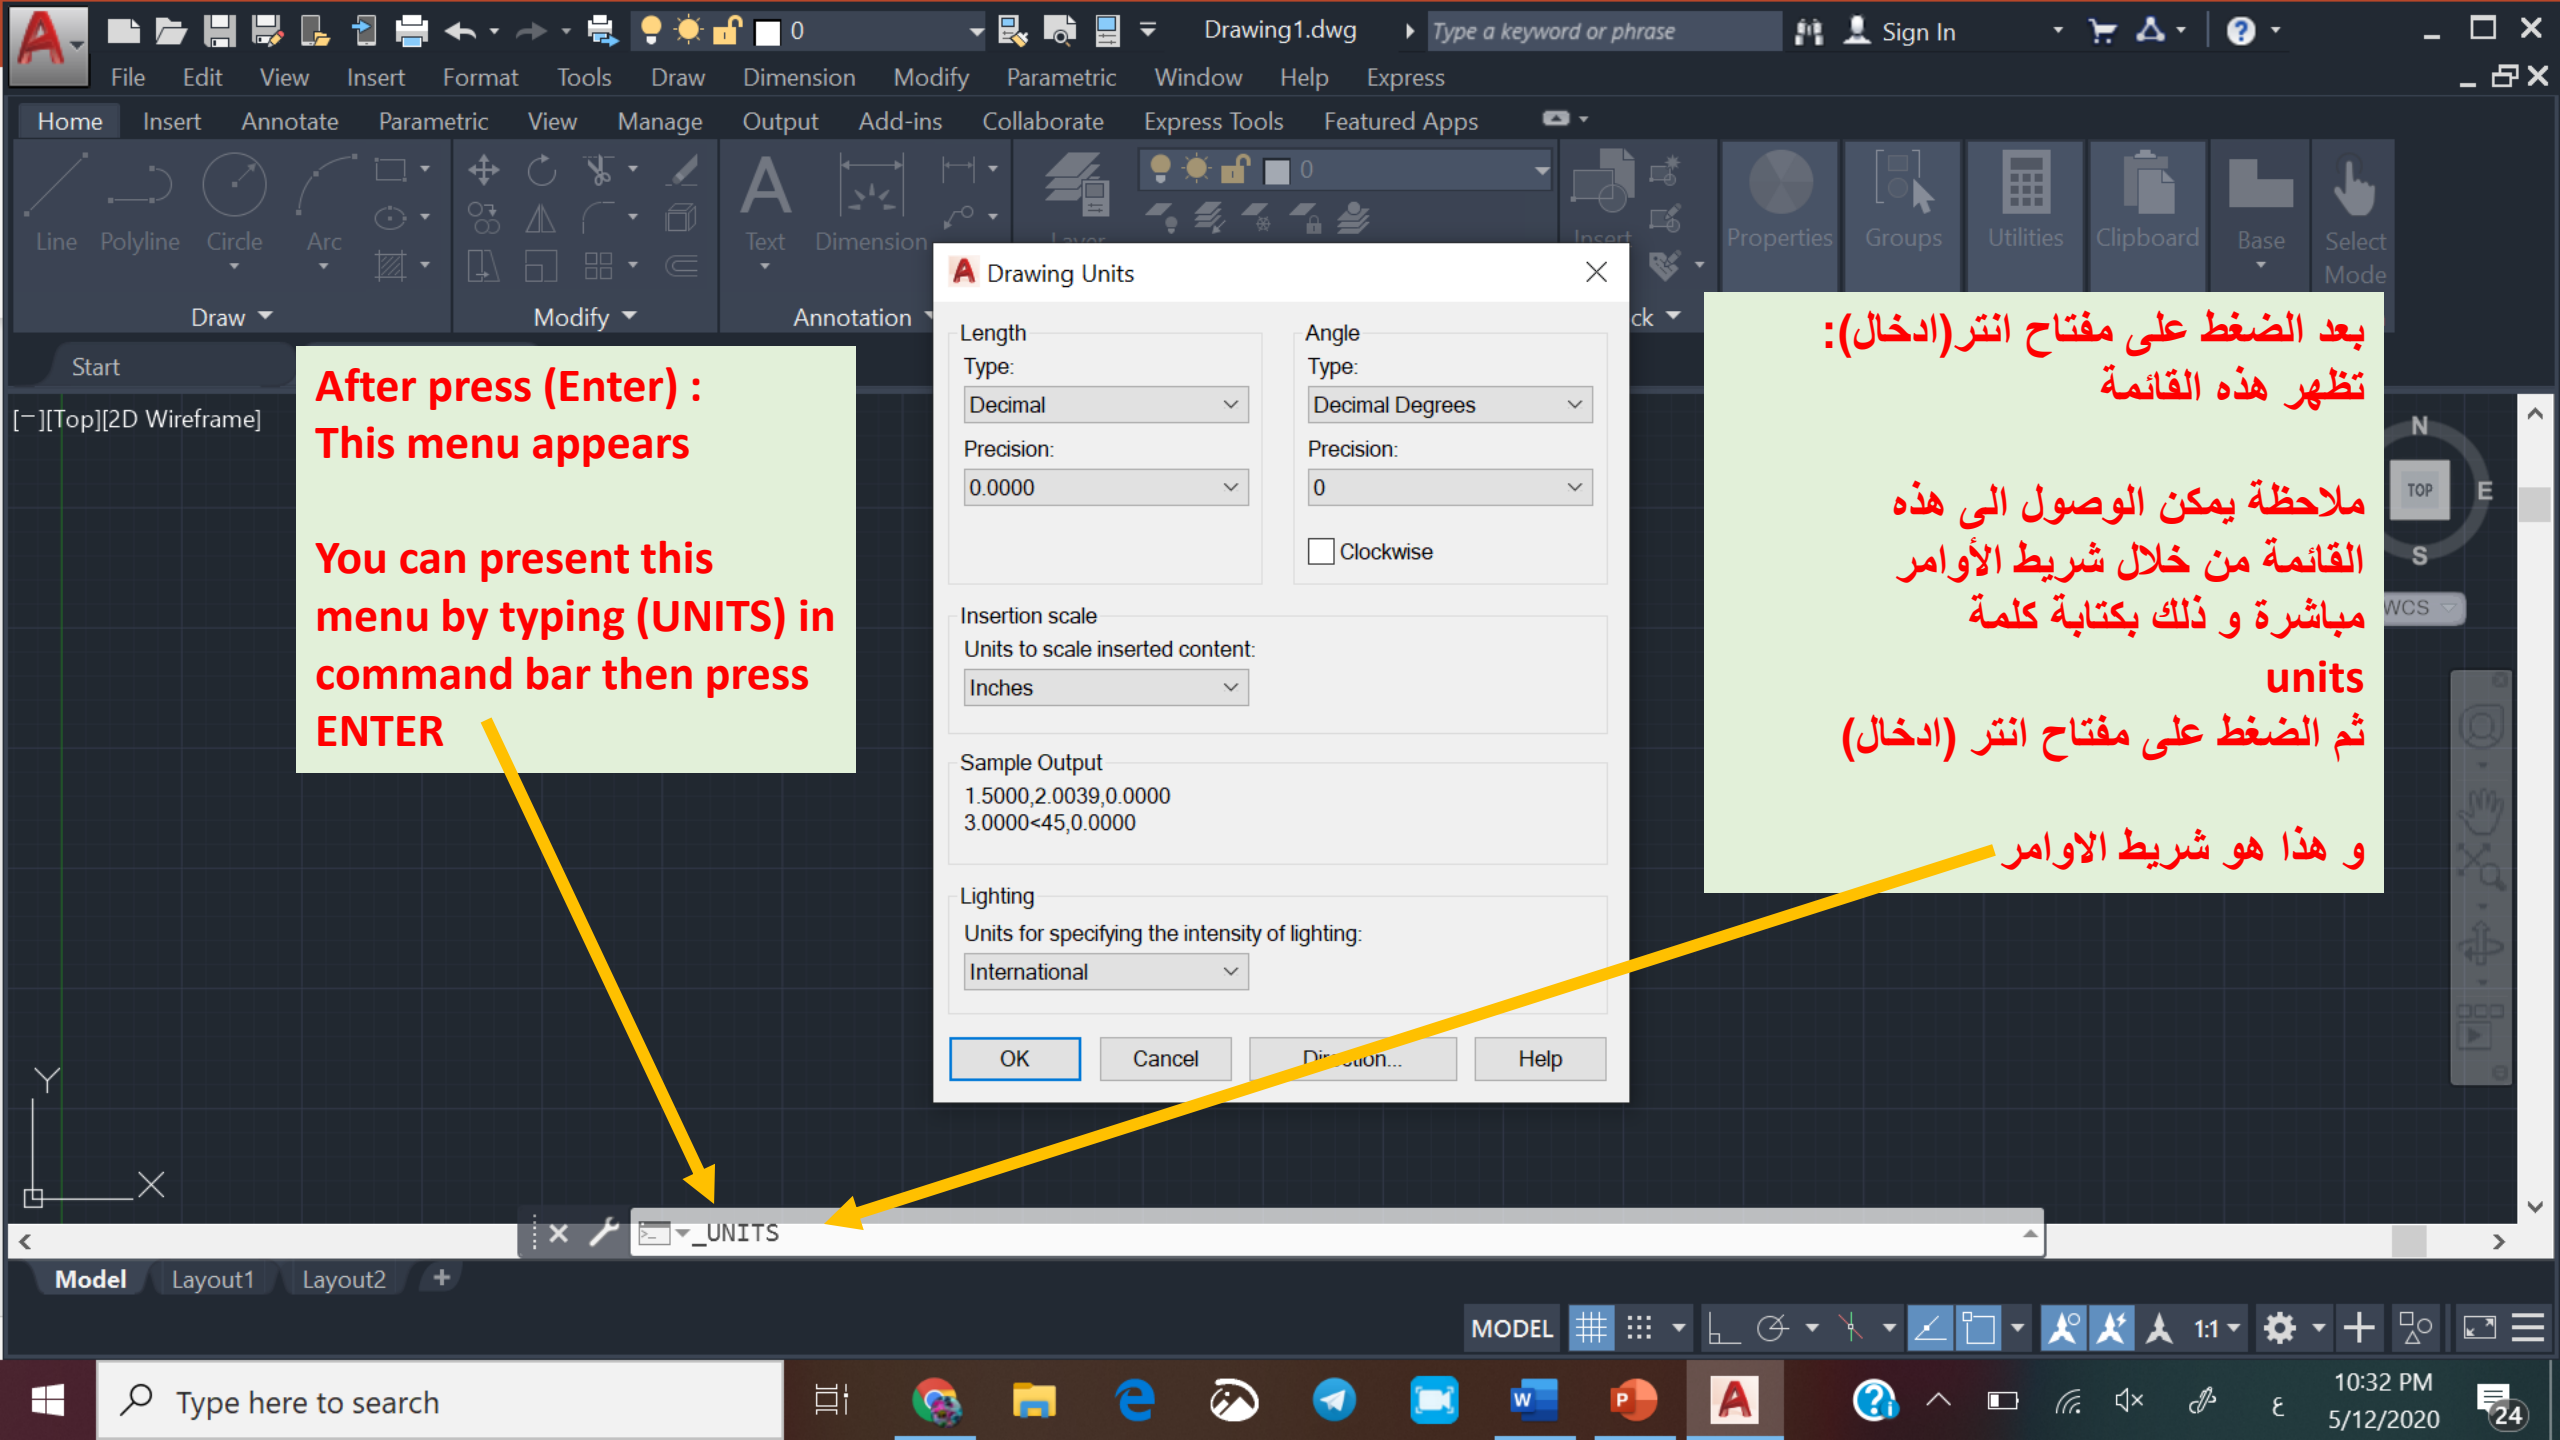 0
Drawing1.dwg
Type a keyword or phrase
Sign In
File Edit View Insert Format Tools Draw Dimension Modify Parametric Window Help Express
Home Insert Annotate Parametric View Manage Output Add-ins Collaborate Express Tools Featured Apps
0
Line Polyline Circle Arc
Text Dimension
Layer
Insert
Properties Groups Utilities Clipboard Base Select Mode
Draw Modify Annotation
ck
Start
[−][Top][2D Wireframe]
After press (Enter) :
This menu appears
You can present this
menu by typing (UNITS) in
command bar then press
ENTER
Drawing Units
Length
Type:
Decimal
Precision:
0.0000
Angle
Type:
Decimal Degrees
Precision:
0
Clockwise
Insertion scale
Units to scale inserted content:
Inches
Sample Output
1.5000,2.0039,0.0000
3.0000<45,0.0000
Lighting
Units for specifying the intensity of lighting:
International
OK Cancel Help
بعد الضغط على مفتاح انتر(ادخال):
تظهر هذه القائمة
ملاحظة يمكن الوصول الى هذه
القائمة من خلال شريط الأوامر
مباشرة و ذلك بكتابة كلمة
units
ثم الضغط على مفتاح انتر (ادخال)
و هذا هو شريط الاوامر
N
TOP
E
S
WCS
Y
X
_UNITS
Model Layout1 Layout2 +
MODEL
1:1
Type here to search
ع
10:32 PM
5/12/2020
24